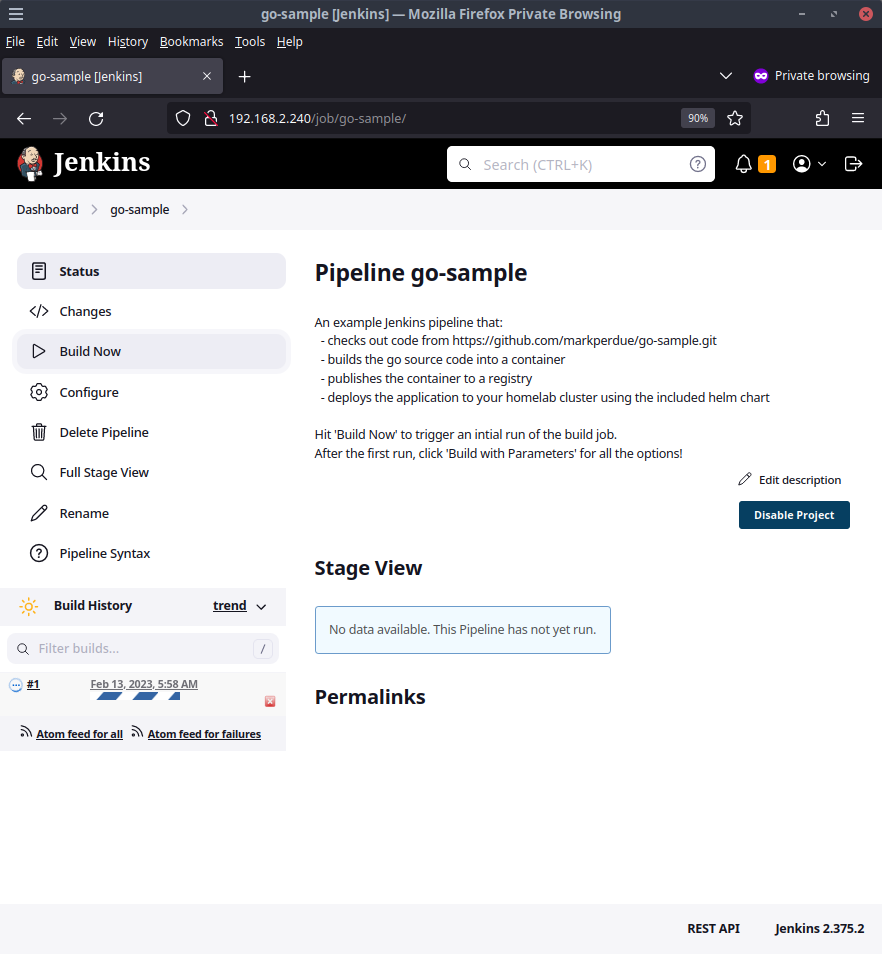 go-sample [Jenkins] — Mozilla Firefox Private Browsing
File Edit View History Bookmarks Tools Help
go-sample [Jenkins]
Private browsing
192.168.2.240/job/go-sample/
90%
Jenkins
Search (CTRL+K)
1
Dashboard
go-sample
Status
Changes
Build Now
Configure
Delete Pipeline
Full Stage View
Rename
Pipeline Syntax
Build History
trend
Filter builds...
/
#1
Feb 13, 2023, 5:58 AM
Atom feed for all
Atom feed for failures
Pipeline go-sample
An example Jenkins pipeline that:
- checks out code from https://github.com/markperdue/go-sample.git
- builds the go source code into a container
- publishes the container to a registry
- deploys the application to your homelab cluster using the included helm chart
Hit 'Build Now' to trigger an intial run of the build job.
After the first run, click 'Build with Parameters' for all the options!
Edit description
Disable Project
Stage View
No data available. This Pipeline has not yet run.
Permalinks
REST API
Jenkins 2.375.2